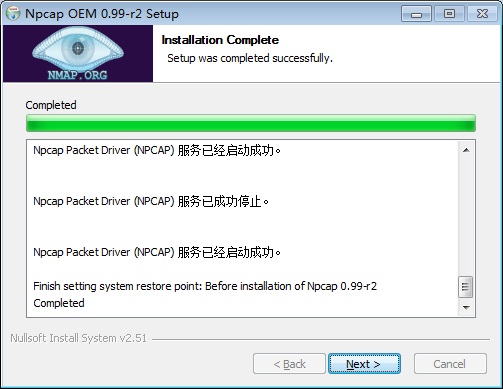 Npcap OEM 0.99-r2 Setup
NMAP.ORG
Installation Complete
Setup was completed successfully.
Completed
Npcap Packet Driver (NPCAP) 服务已经启动成功。
Npcap Packet Driver (NPCAP) 服务已成功停止。
Npcap Packet Driver (NPCAP) 服务已经启动成功。
Finish setting system restore point: Before installation of Npcap 0.99-r2
Completed
Nullsoft Install System v2.51
< Back
Next >
Cancel